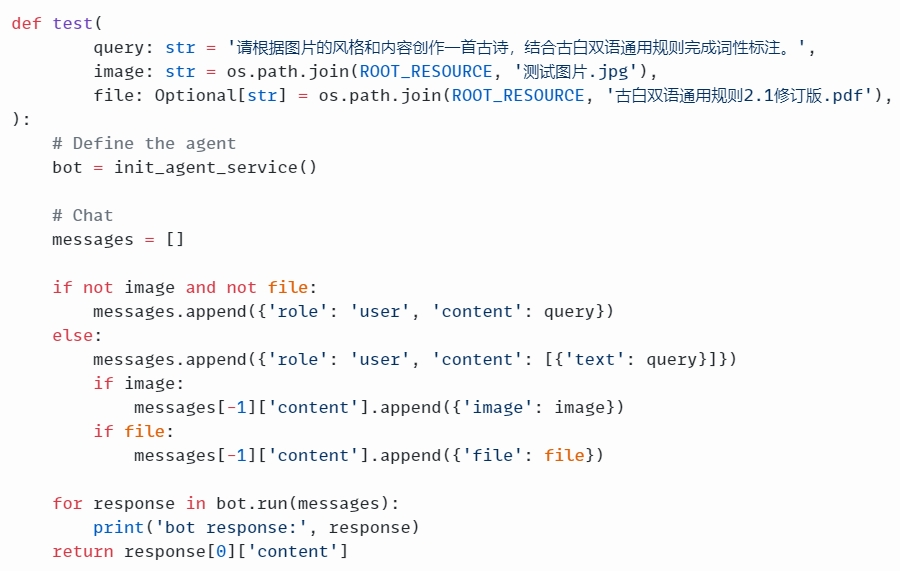 def test(
        query: str = '请根据图片的风格和内容创作一首古诗，结合古白双语通用规则完成词性标注。',
        image: str = os.path.join(ROOT_RESOURCE, '测试图片.jpg'),
        file: Optional[str] = os.path.join(ROOT_RESOURCE, '古白双语通用规则2.1修订版.pdf'),
):
    # Define the agent
    bot = init_agent_service()

    # Chat
    messages = []

    if not image and not file:
        messages.append({'role': 'user', 'content': query})
    else:
        messages.append({'role': 'user', 'content': [{'text': query}]})
        if image:
            messages[-1]['content'].append({'image': image})
        if file:
            messages[-1]['content'].append({'file': file})

    for response in bot.run(messages):
        print('bot response:', response)
    return response[0]['content']